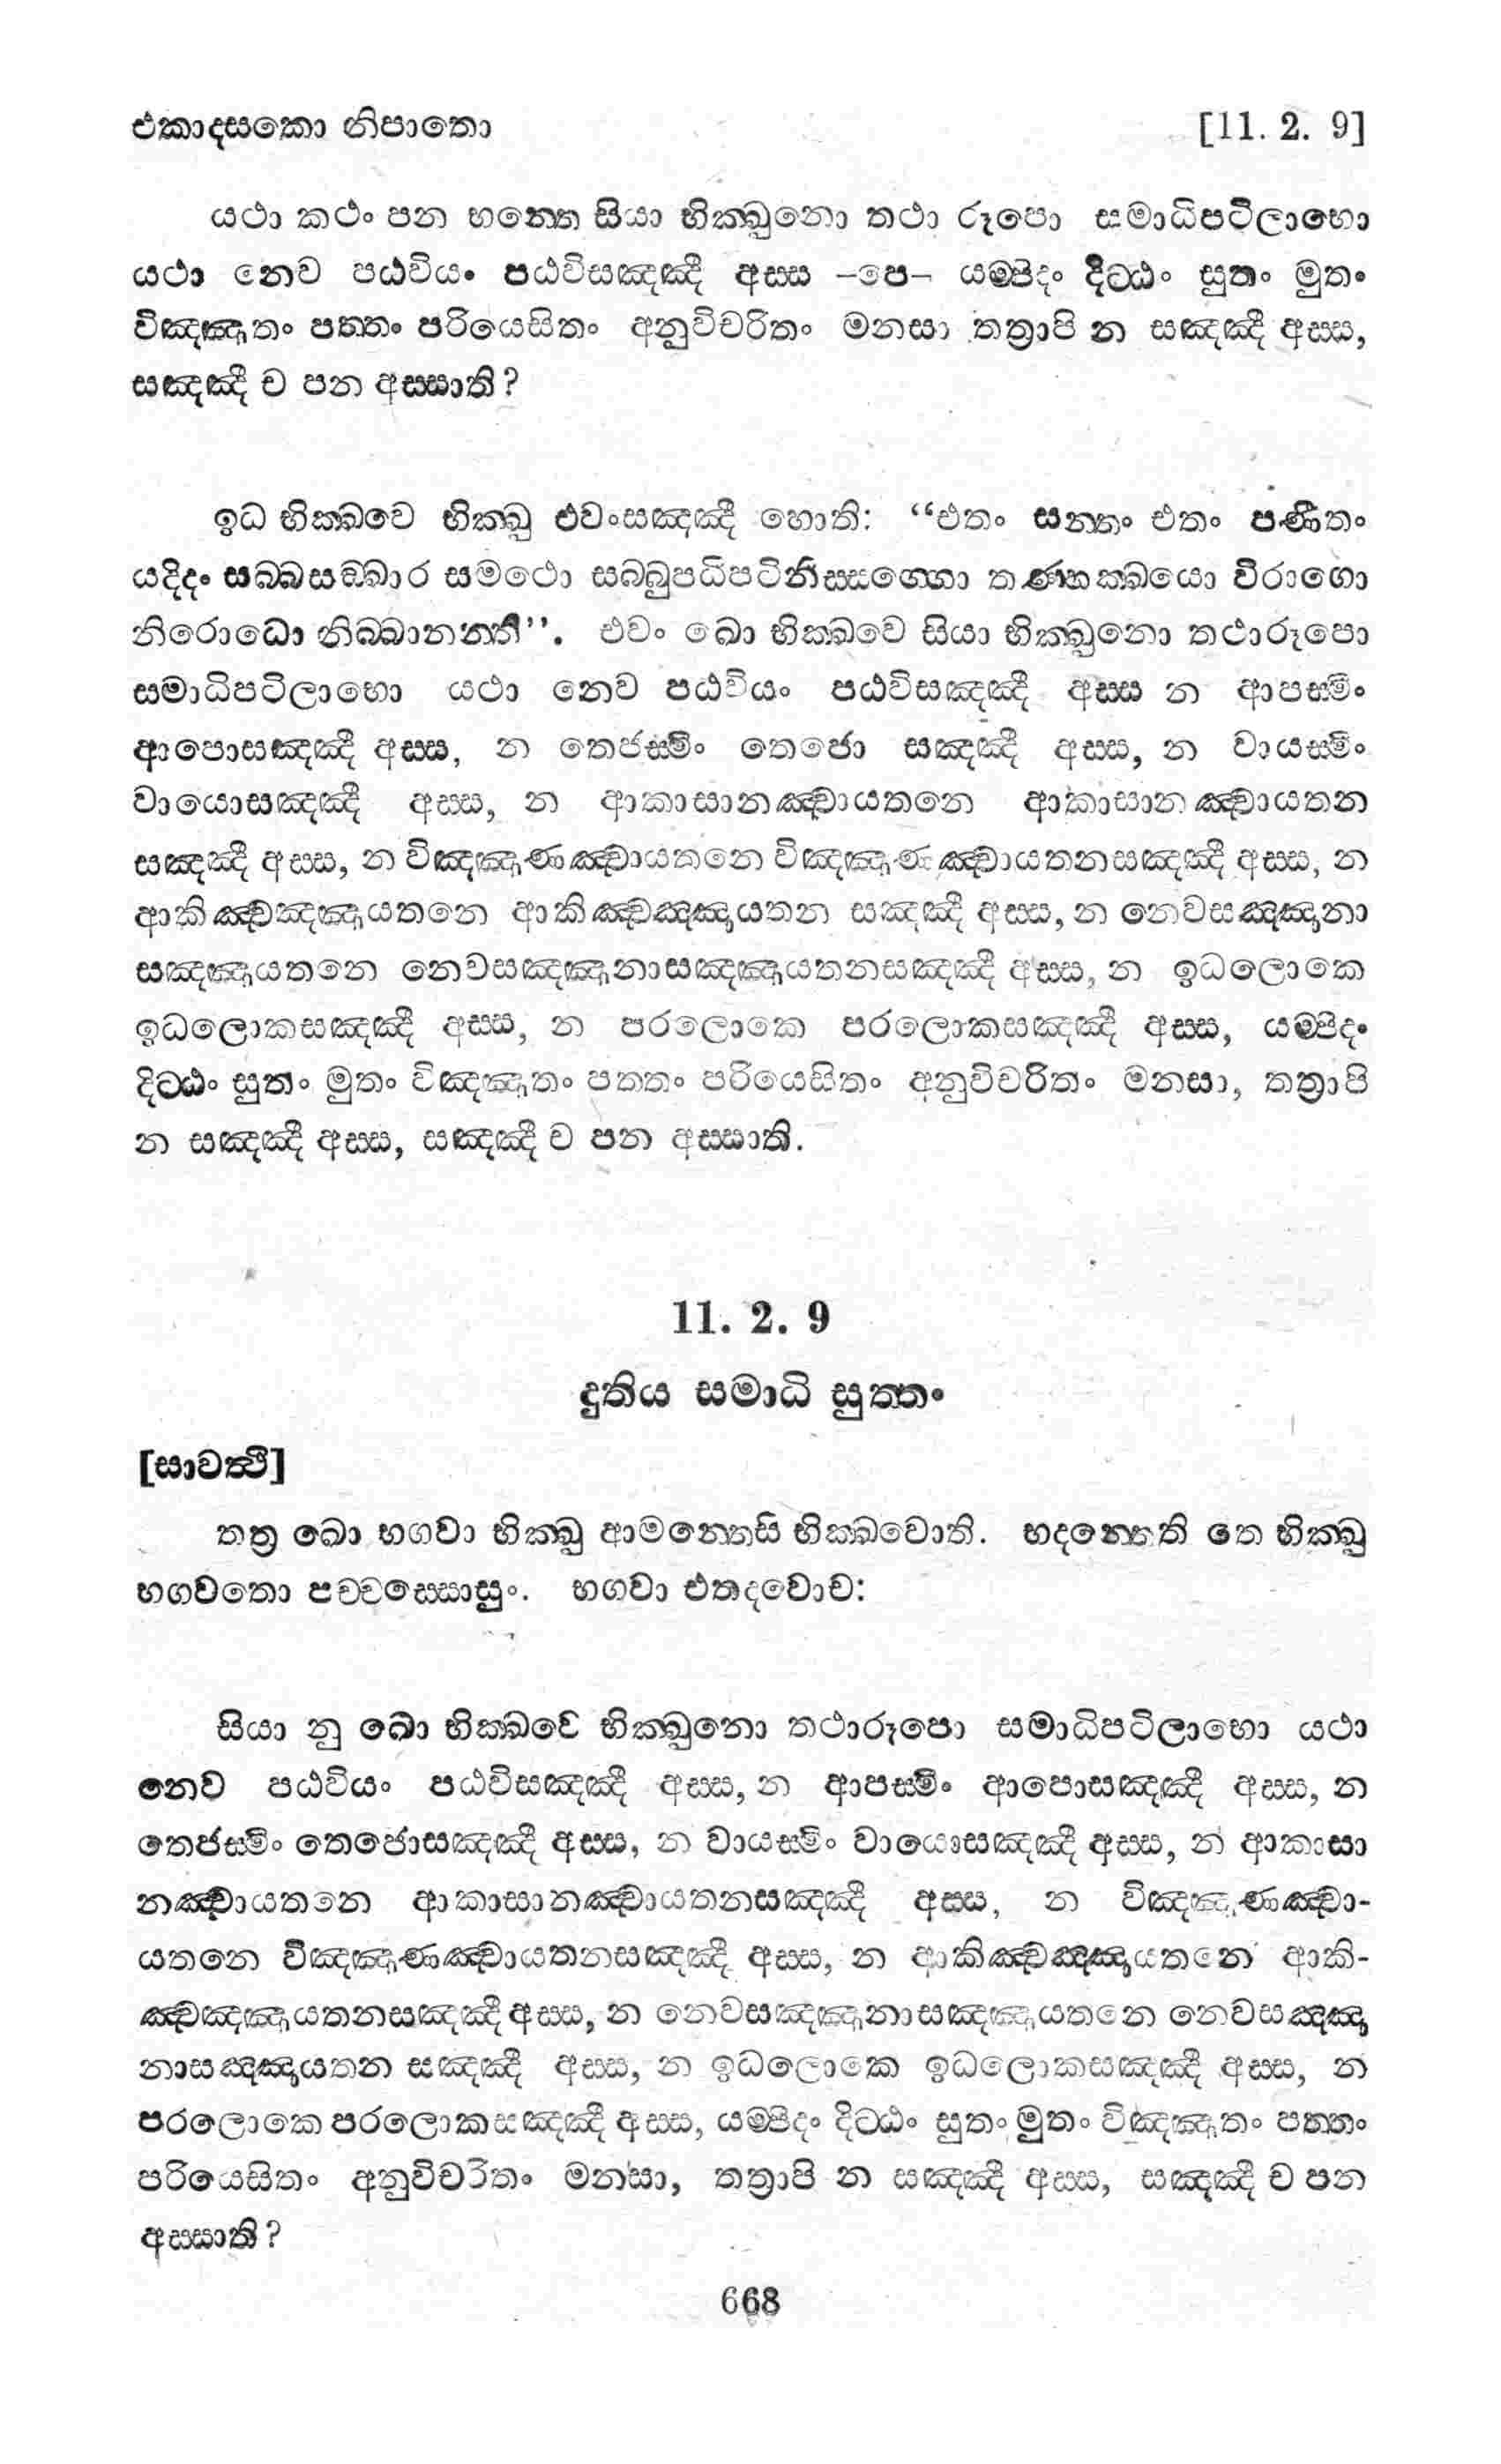 එකාදසකො නිපාතො [11. 2. 9]
යථා කථං පන භන්තෙ සියා භික්ඛුනො තථා රූපො සමාධිපටිලාභො
යථා නෙව පඨවියං පඨවිසඤ්ඤී අස්ස –පෙ– යම්පිදං දිට්ඨං සුතං මුතං
විඤ්ඤාතං පත්තං පරියෙසිතං අනුවිචරිතං මනසා තත්‍රාපි න සඤ්ඤී අස්ස,
සඤ්ඤී ච පන අස්සාති?
ඉධ භික්ඛවෙ භික්ඛු එවංසඤ්ඤී හොති: “එතං සන්තං එතං පණීතං
යදිදං සබ්බසඞ්ඛාර සමථො සබ්බුපධිපටිනිස්සග්ගො තණ්හක්ඛයො විරාගො
නිරොධො නිබ්බානන්ති”. එවං ඛො භික්ඛවෙ සියා භික්ඛුනො තථාරූපො
සමාධිපටිලාභො යථා නෙව පඨවියං පඨවිසඤ්ඤී අස්ස න ආපස්මිං
ආපොසඤ්ඤී අස්ස, න තෙජස්මිං තෙජො සඤ්ඤී අස්ස, න වායස්මිං
වායොසඤ්ඤී අස්ස, න ආකාසානඤ්චායතනෙ ආකාසානඤ්චායතන
සඤ්ඤී අස්ස, න විඤ්ඤාණඤ්චායතනෙ විඤ්ඤාණඤ්චායතනසඤ්ඤී අස්ස, න
ආකිඤ්චඤ්ඤායතනෙ ආකිඤ්චඤ්ඤායතන සඤ්ඤී අස්ස, න නෙවසඤ්ඤානා
සඤ්ඤායතනෙ නෙවසඤ්ඤානාසඤ්ඤායතනසඤ්ඤී අස්ස, න ඉධලොකෙ
ඉධලොකසඤ්ඤී අස්ස, න පරලොකෙ පරලොකසඤ්ඤී අස්ස, යම්පිදං
දිට්ඨං සුතං මුතං විඤ්ඤාතං පත්තං පරියෙසිතං අනුවිචරිතං මනසා, තත්‍රාපි
න සඤ්ඤී අස්ස, සඤ්ඤී ච පන අස්සාති.
11. 2. 9
දුතිය සමාධි සුත්තං
[සාවත්ථි]
තත්‍ර ඛො භගවා භික්ඛු ආමන්තෙසි භික්ඛවොති. භදන්තෙති තෙ භික්ඛු
භගවතො පච්චස්සොසුං. භගවා එතදවොච:
සියා නු ඛො භික්ඛවෙ භික්ඛුනො තථාරූපො සමාධිපටිලාභො යථා
නෙව පඨවියං පඨවිසඤ්ඤී අස්ස, න ආපස්මිං ආපොසඤ්ඤී අස්ස, න
තෙජස්මිං තෙජොසඤ්ඤී අස්ස, න වායස්මිං වායොසඤ්ඤී අස්ස, න ආකාසා
නඤ්චායතනෙ ආකාසානඤ්චායතනසඤ්ඤී අස්ස, න විඤ්ඤාණඤ්චා-
යතනෙ විඤ්ඤාණඤ්චායතනසඤ්ඤී අස්ස, න ආකිඤ්චඤ්ඤායතනෙ ආකි-
ඤ්චඤ්ඤායතනසඤ්ඤී අස්ස, න නෙවසඤ්ඤානාසඤ්ඤායතනෙ නෙවසඤ්ඤා
නාසඤ්ඤායතන සඤ්ඤී අස්ස, න ඉධලොකෙ ඉධලොකසඤ්ඤී අස්ස, න
පරලොකෙ පරලොකසඤ්ඤී අස්ස, යම්පිදං දිට්ඨං සුතං මුතං විඤ්ඤාතං පත්තං
පරියෙසිතං අනුවිචරිතං මනසා, තත්‍රාපි න සඤ්ඤී අස්ස, සඤ්ඤී ච පන
අස්සාති?
668